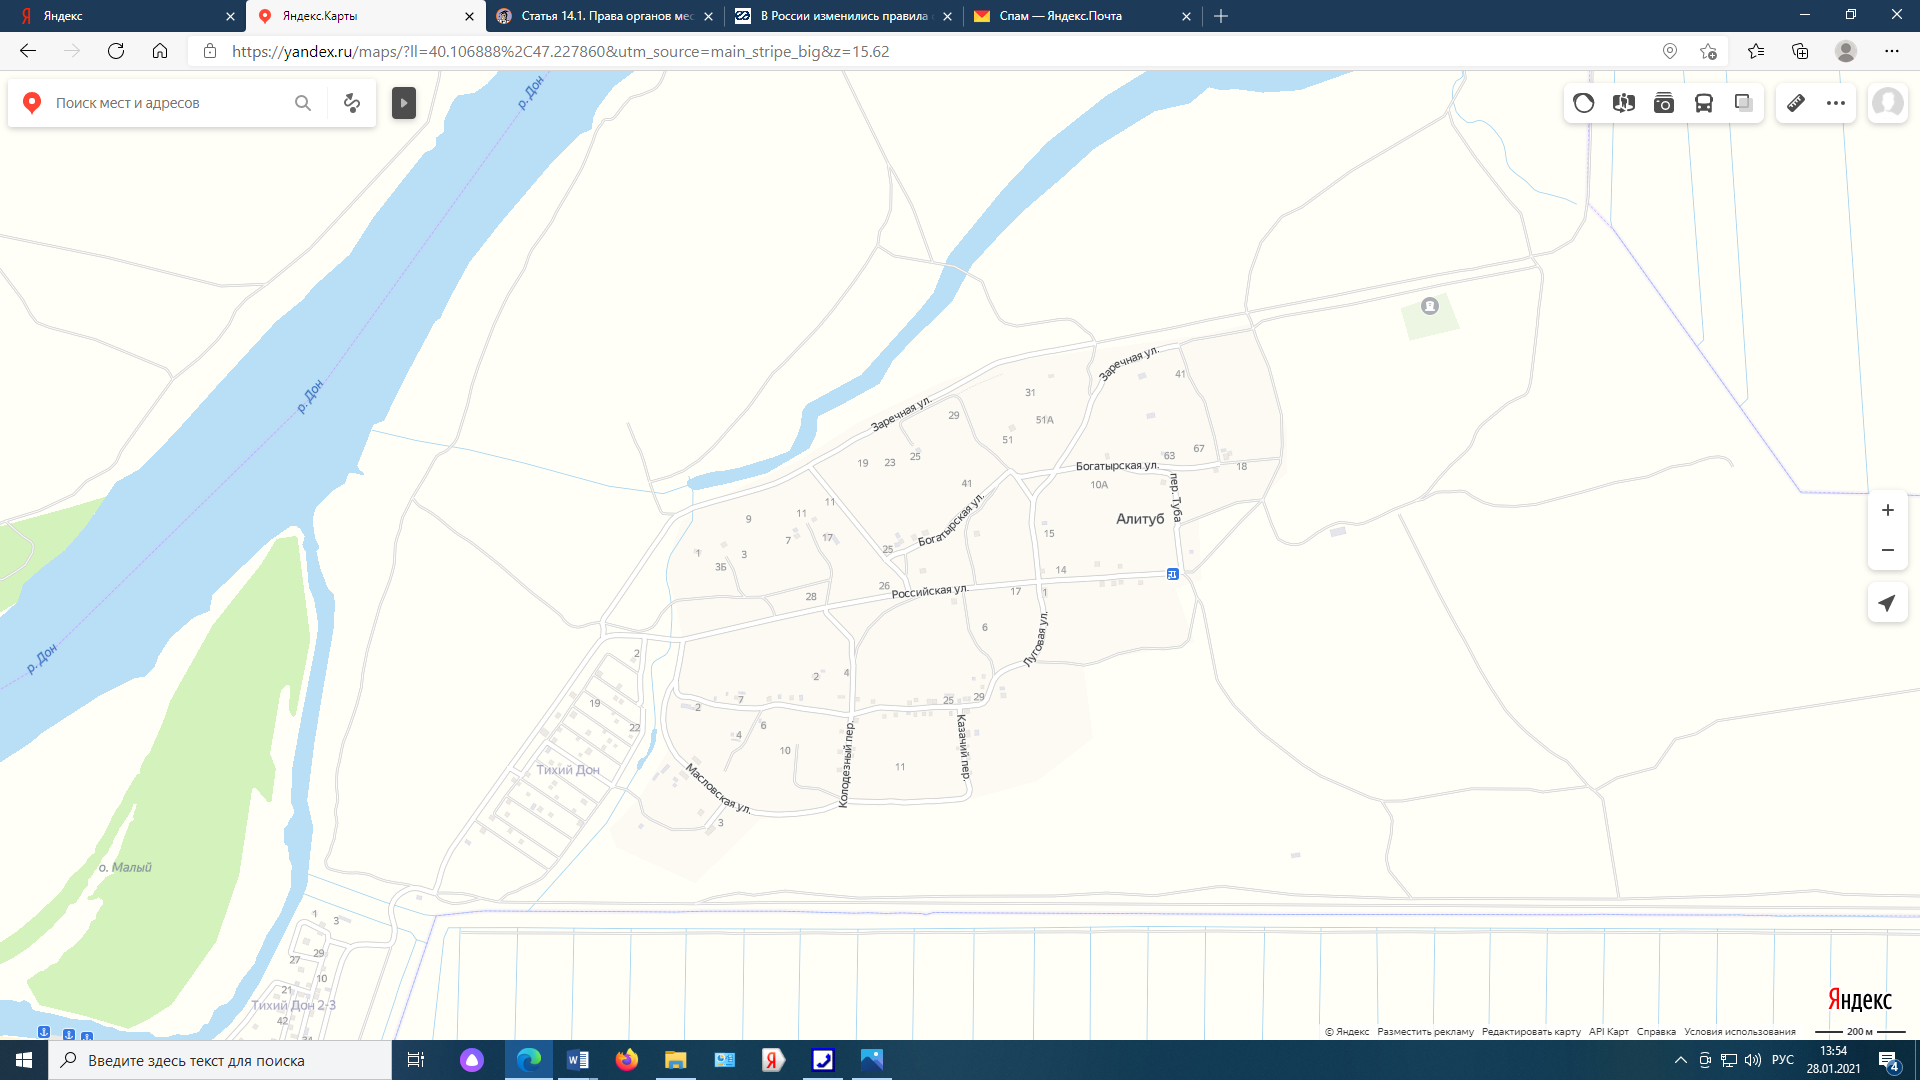 Яндекс
Яндекс.Карты
Статья 14.1. Права органов мес
В России изменились правила
Спам — Яндекс.Почта
https://yandex.ru/maps/?ll=40.106888%2C47.227860&utm_source=main_stripe_big&z=15.62
Поиск мест и адресов
р. Дон
р. Дон
р. Дон
о. Малый
Заречная ул.
41
31
Заречная ул.
29
51А
51
19
23
25
63
67
18
Богатырская ул.
10А
пер. Туба
41
11
11
9
Богатырская ул.
Алитуб
15
7
17
25
1
3
3Б
14
26
Российская ул.
28
17
1
6
Луговая ул.
2
2
4
7
2
25
29
19
22
6
4
10
Колодезный пер.
Казачий пер.
11
Тихий Дон
Масловская ул.
3
1
3
29
27
10
21
Тихий Дон 2-3
42
Яндекс
© Яндекс Разместить рекламу Редактировать карту API Карт Справка Условия использования 200 м
Введите здесь текст для поиска
РУС
13:54
28.01.2021
4